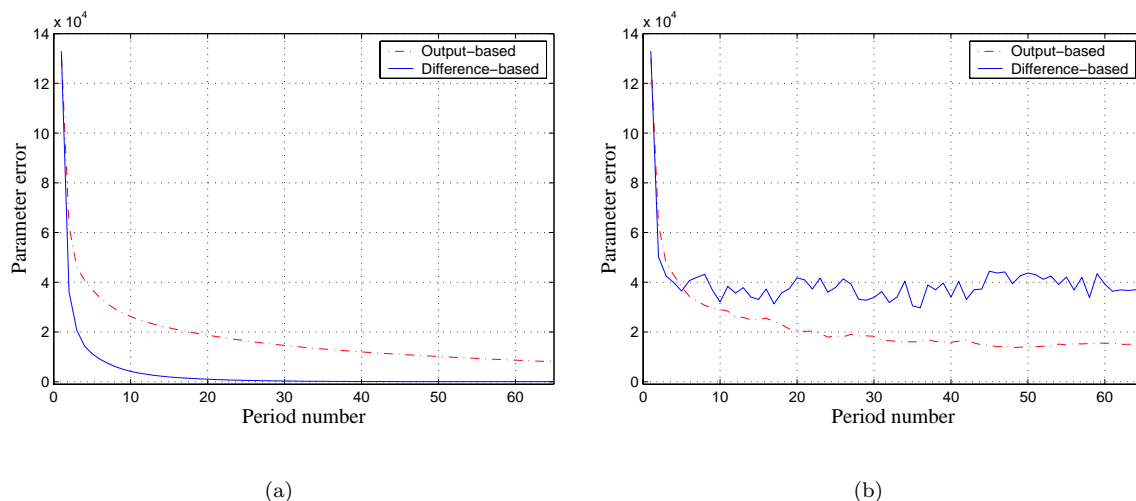 x 10^4
14
12
10
8
6
4
2
0
Parameter error
0 10 20 30 40 50 60
Period number
Output−based
Difference−based
(a)
x 10^4
14
12
10
8
6
4
2
0
Parameter error
0 10 20 30 40 50 60
Period number
Output−based
Difference−based
(b)